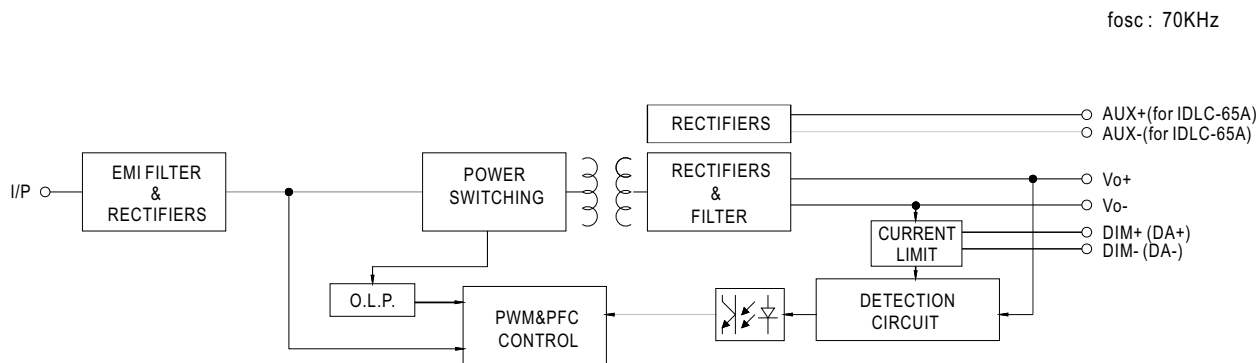 fosc : 70KHz
RECTIFIERS
AUX+(for IDLC-65A)
AUX-(for IDLC-65A)
I/P
EMI FILTER
&
RECTIFIERS
POWER
SWITCHING
RECTIFIERS
&
FILTER
Vo+
Vo-
CURRENT
LIMIT
DIM+ (DA+)
DIM- (DA-)
O.L.P.
PWM&PFC
CONTROL
DETECTION
CIRCUIT